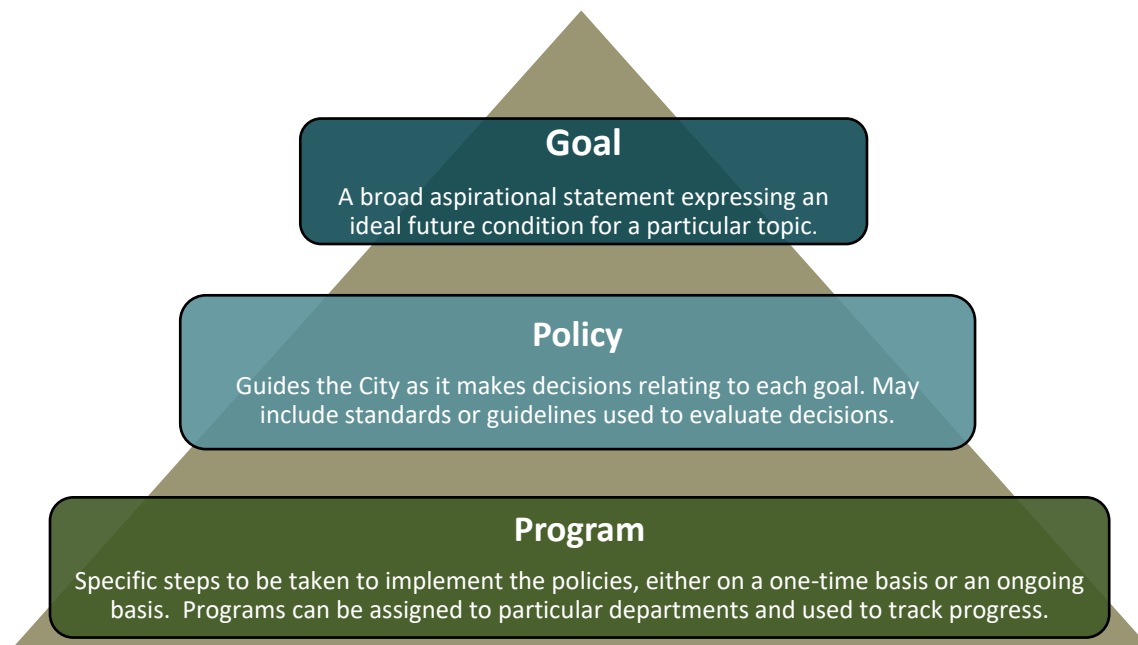 Goal
A broad aspirational statement expressing an
ideal future condition for a particular topic.
Policy
Guides the City as it makes decisions relating to each goal. May
include standards or guidelines used to evaluate decisions.
Program
Specific steps to be taken to implement the policies, either on a one-time basis or an ongoing
basis.  Programs can be assigned to particular departments and used to track progress.